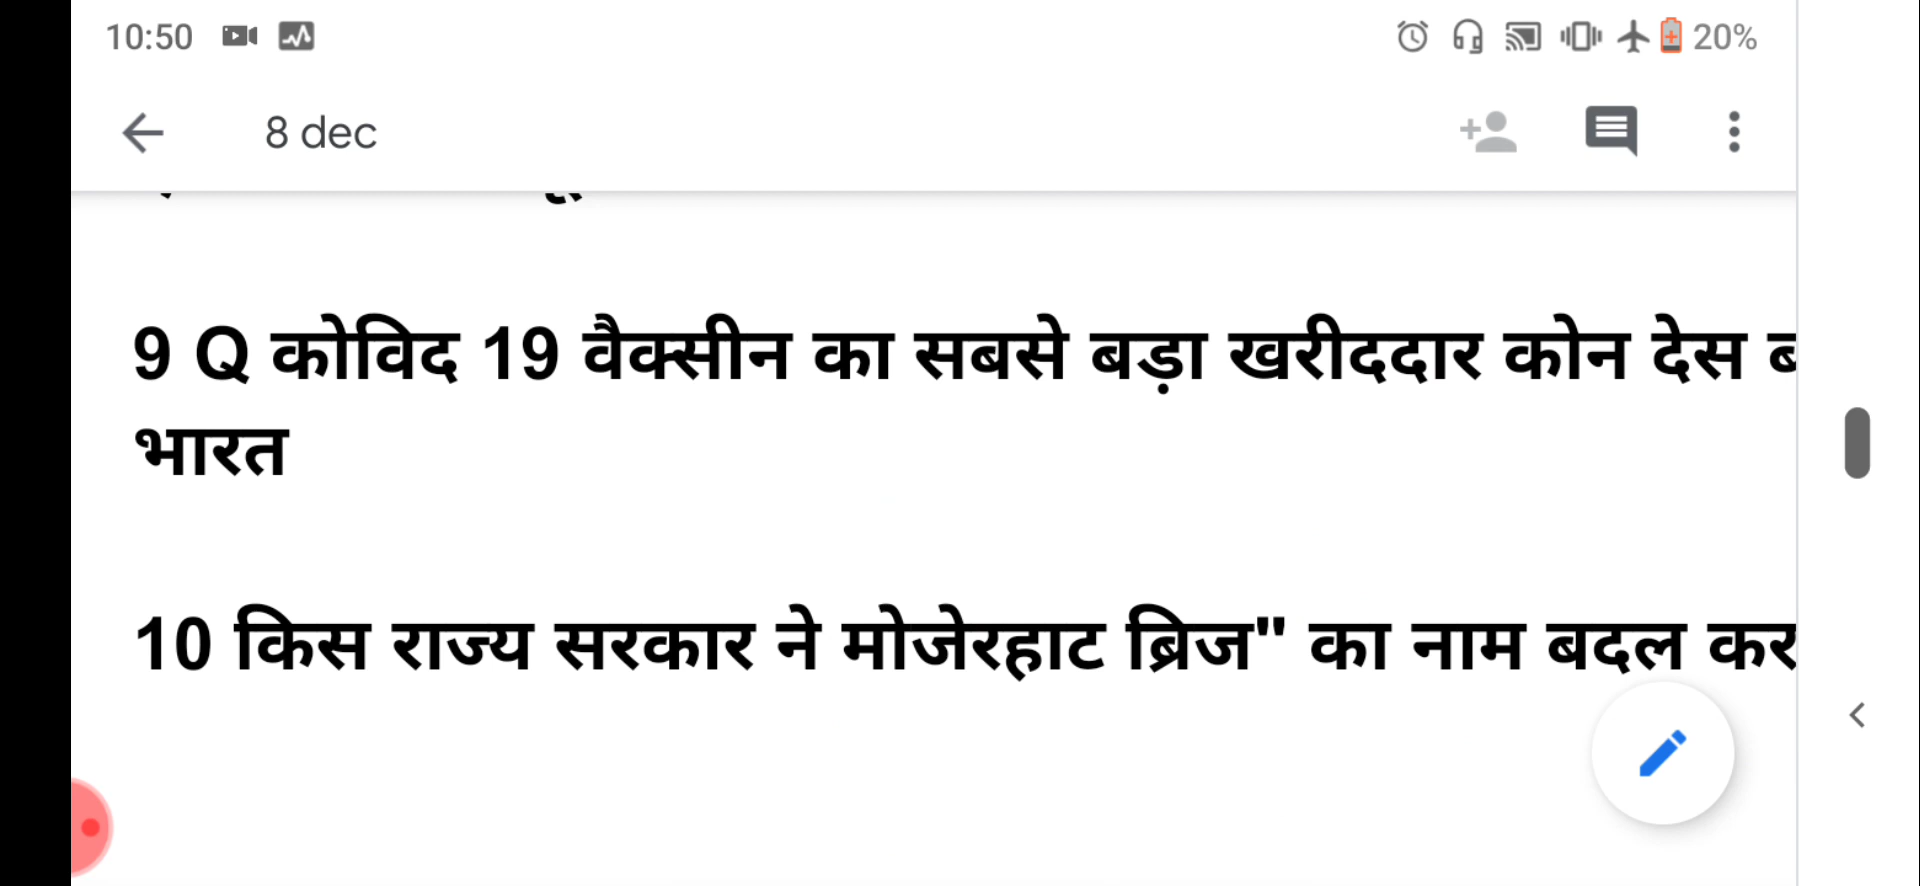 10:50 20%
8 dec
9 Q कोविद 19 वैक्सीन का सबसे बड़ा खरीददार कोन देस
भारत
10 किस राज्य सरकार ने मोजेरहाट ब्रिज" का नाम बदल कर